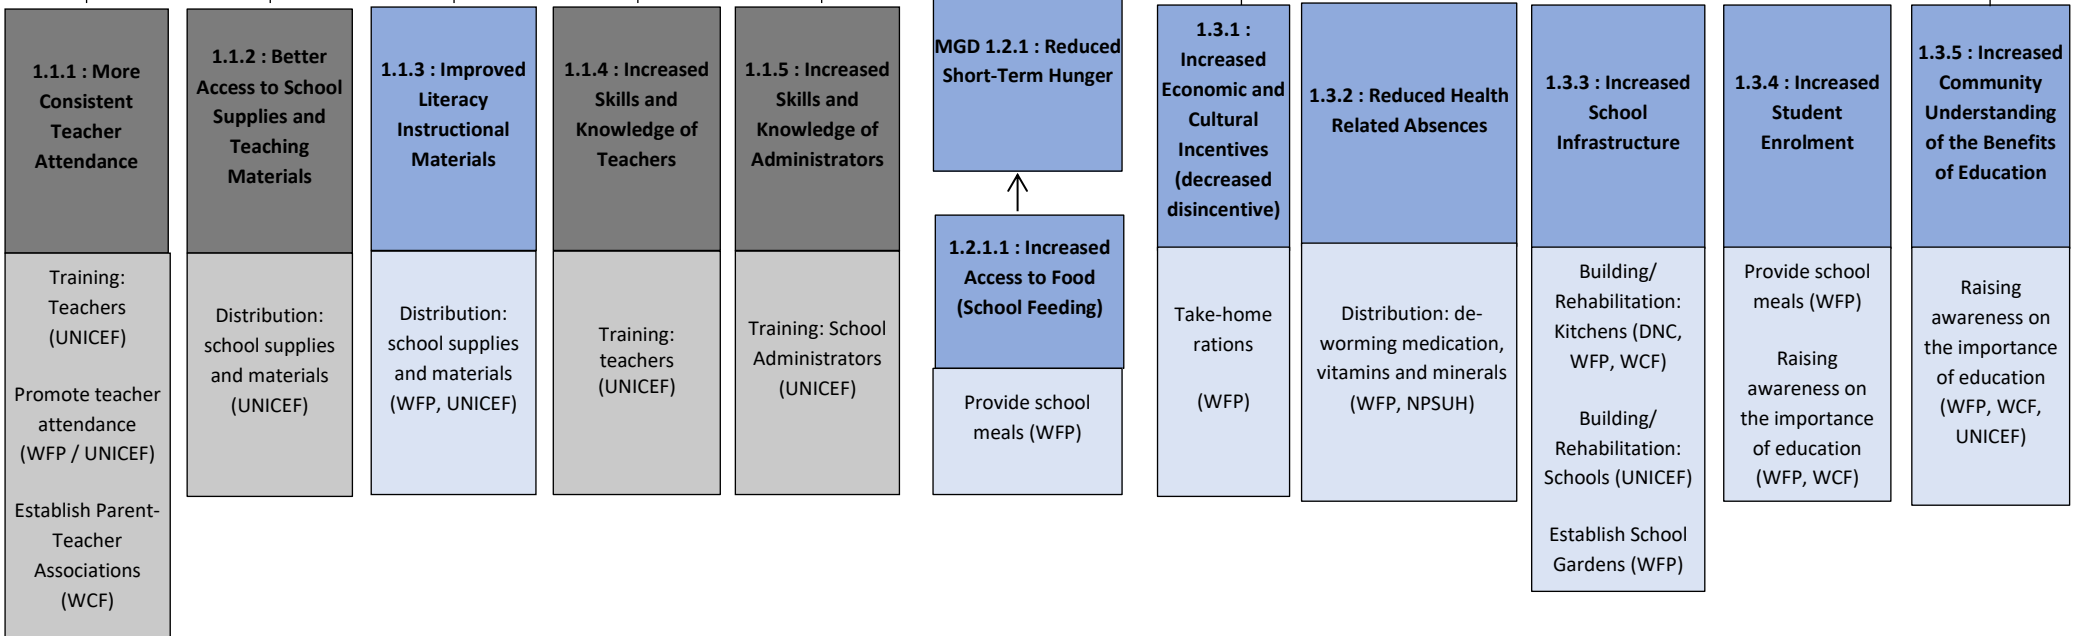 1.1.1 : More
Consistent
Teacher
Attendance
Training:
Teachers
(UNICEF)
Promote teacher
attendance
(WFP / UNICEF)
Establish Parent-
Teacher
Associations
(WCF)
1.1.2 : Better
Access to School
Supplies and
Teaching
Materials
Distribution:
school supplies
and materials
(UNICEF)
1.1.3 : Improved
Literacy
Instructional
Materials
Distribution:
school supplies
and materials
(WFP, UNICEF)
1.1.4 : Increased
Skills and
Knowledge of
Teachers
Training:
teachers
(UNICEF)
1.1.5 : Increased
Skills and
Knowledge of
Administrators
Training: School
Administrators
(UNICEF)
MGD 1.2.1 : Reduced
Short-Term Hunger
1.2.1.1 : Increased
Access to Food
(School Feeding)
Provide school
meals (WFP)
1.3.1 :
Increased
Economic and
Cultural
Incentives
(decreased
disincentive)
Take-home
rations
(WFP)
1.3.2 : Reduced Health
Related Absences
Distribution: de-
worming medication,
vitamins and minerals
(WFP, NPSUH)
1.3.3 : Increased
School
Infrastructure
Building/
Rehabilitation:
Kitchens (DNC,
WFP, WCF)
Building/
Rehabilitation:
Schools (UNICEF)
Establish School
Gardens (WFP)
1.3.4 : Increased
Student
Enrolment
Provide school
meals (WFP)
Raising
awareness on
the importance
of education
(WFP, WCF)
1.3.5 : Increased
Community
Understanding
of the Benefits
of Education
Raising
awareness on
the importance
of education
(WFP, WCF,
UNICEF)